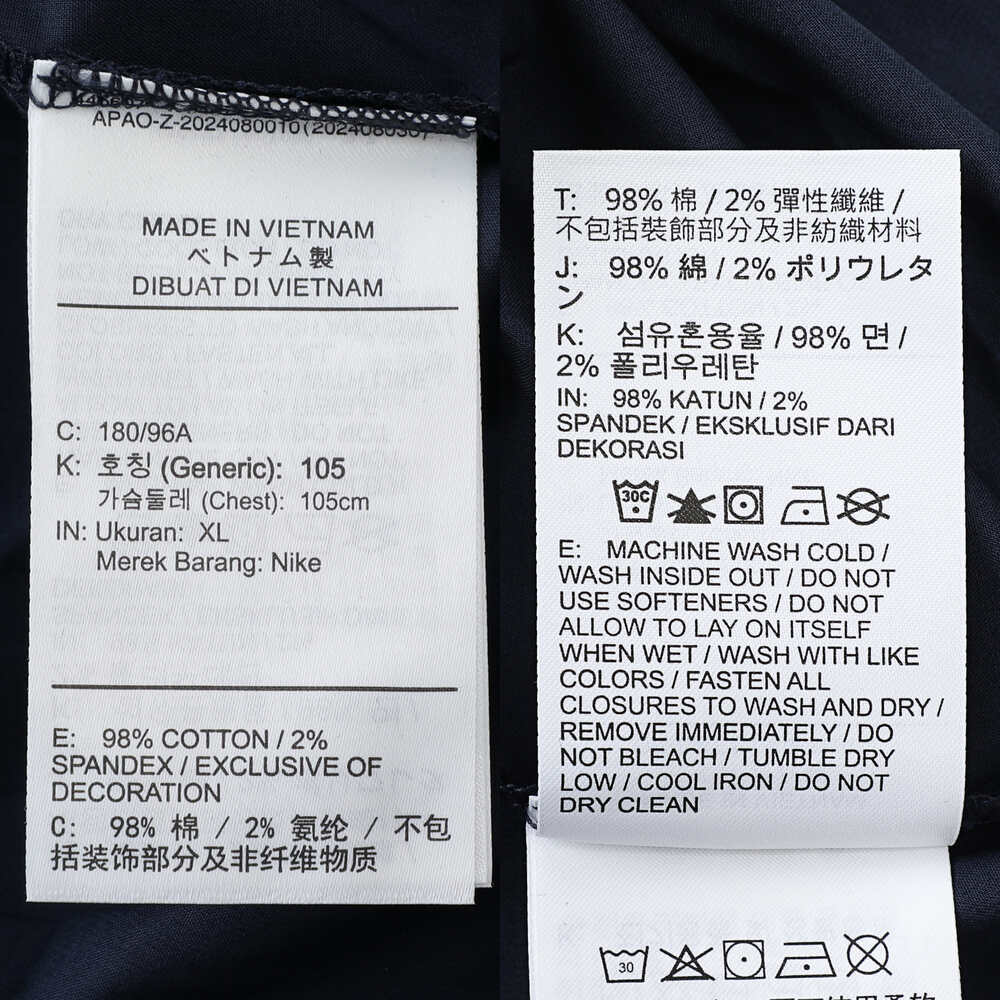 APAO-Z-2024080010(202408030)
MADE IN VIETNAM
ベトナム製
DIBUAT DI VIETNAM
C: 180/96A
K: 호칭 (Generic): 105
가슴둘레 (Chest): 105cm
IN: Ukuran: XL
Merek Barang: Nike
E: 98% COTTON / 2%
SPANDEX / EXCLUSIVE OF
DECORATION
C: 98% 棉 / 2% 氨纶 / 不包
括装饰部分及非纤维物质
T: 98% 棉 / 2% 彈性纖維 /
不包括裝飾部分及非紡織材料
J: 98% 綿 / 2% ポリウレタ
ン
K: 섬유혼용율 / 98% 면 /
2% 폴리우레탄
IN: 98% KATUN / 2%
SPANDEK / EKSKLUSIF DARI
DEKORASI
30C
E: MACHINE WASH COLD /
WASH INSIDE OUT / DO NOT
USE SOFTENERS / DO NOT
ALLOW TO LAY ON ITSELF
WHEN WET / WASH WITH LIKE
COLORS / FASTEN ALL
CLOSURES TO WASH AND DRY /
REMOVE IMMEDIATELY / DO
NOT BLEACH / TUMBLE DRY
LOW / COOL IRON / DO NOT
DRY CLEAN
30